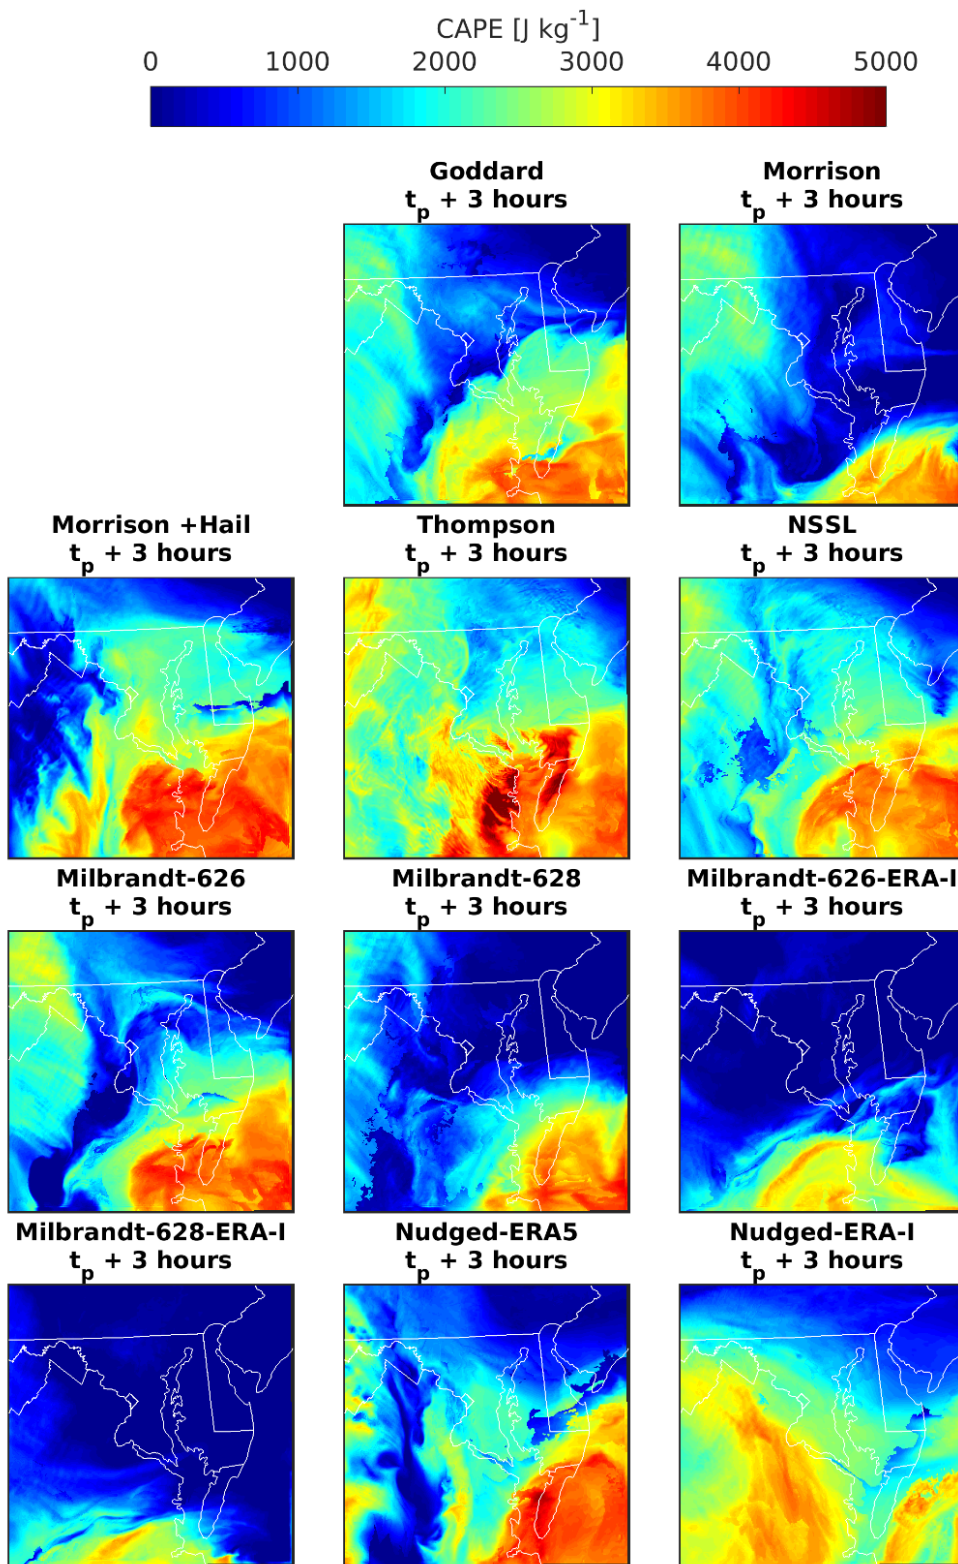 CAPE [J kg⁻¹]
0 1000 2000 3000 4000 5000
Goddard
tₚ + 3 hours
Morrison
tₚ + 3 hours
Morrison +Hail
tₚ + 3 hours
Thompson
tₚ + 3 hours
NSSL
tₚ + 3 hours
Milbrandt-626
tₚ + 3 hours
Milbrandt-628
tₚ + 3 hours
Milbrandt-626-ERA-I
tₚ + 3 hours
Milbrandt-628-ERA-I
tₚ + 3 hours
Nudged-ERA5
tₚ + 3 hours
Nudged-ERA-I
tₚ + 3 hours